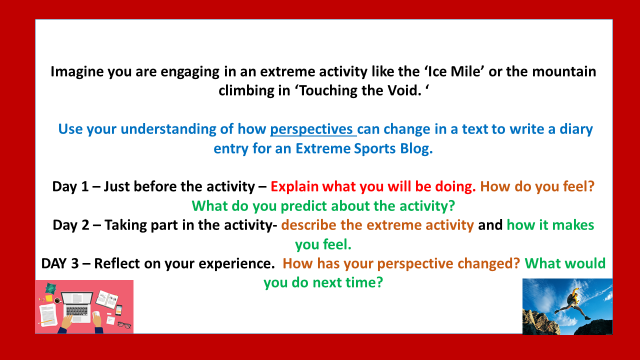 Imagine you are engaging in an extreme activity like the ‘Ice Mile’ or the mountain
climbing in ‘Touching the Void. ‘
Use your understanding of how perspectives can change in a text to write a diary
entry for an Extreme Sports Blog.
Day 1 – Just before the activity – Explain what you will be doing. How do you feel?
What do you predict about the activity?
Day 2 – Taking part in the activity- describe the extreme activity and how it makes
you feel.
DAY 3 – Reflect on your experience.  How has your perspective changed? What would
you do next time?